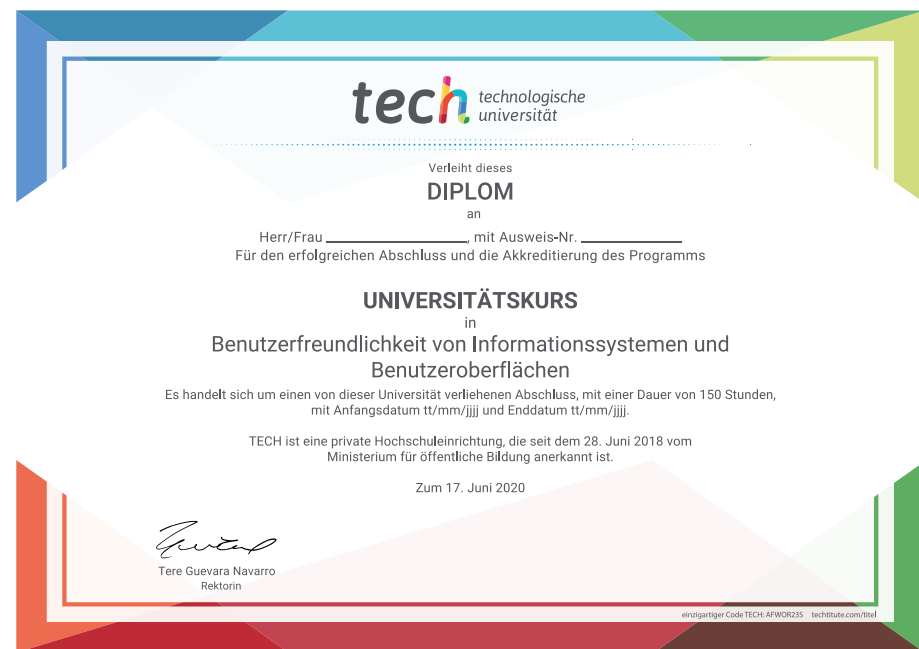 tech technologische
universität
Verleiht dieses
DIPLOM
an
Herr/Frau ____________________, mit Ausweis-Nr. ______________
Für den erfolgreichen Abschluss und die Akkreditierung des Programms
UNIVERSITÄTSKURS
in
Benutzerfreundlichkeit von Informationssystemen und
Benutzeroberflächen
Es handelt sich um einen von dieser Universität verliehenen Abschluss, mit einer Dauer von 150 Stunden,
mit Anfangsdatum tt/mm/jjjj und Enddatum tt/mm/jjjj.
TECH ist eine private Hochschuleinrichtung, die seit dem 28. Juni 2018 vom
Ministerium für öffentliche Bildung anerkannt ist.
Zum 17. Juni 2020
Tere Guevara Navarro
Rektorin
einzigartiger Code TECH: AFWOR235 techtitute.com/titel